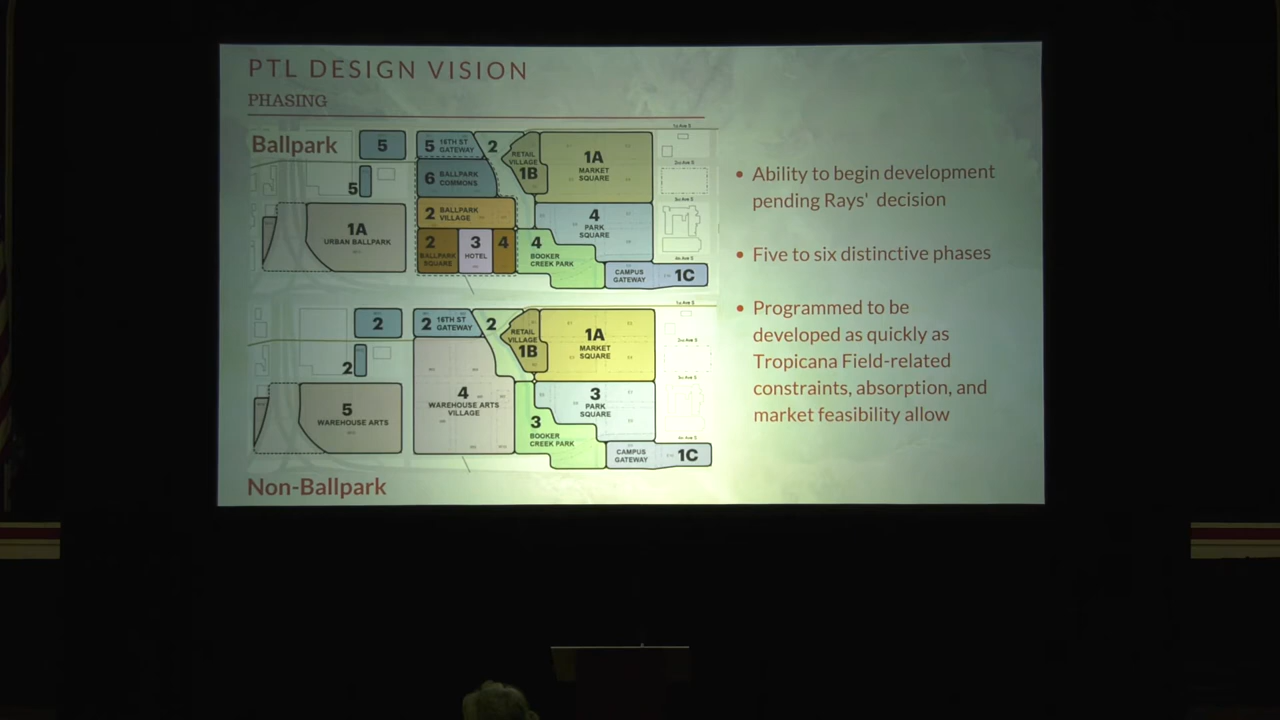 PTL DESIGN VISION
PHASING
Ballpark
5
5 16TH ST GATEWAY
2
RETAIL VILLAGE
1B
1A
MARKET SQUARE
1st Ave S
5
6 BALLPARK COMMONS
2 BALLPARK VILLAGE
1A
URBAN BALLPARK
2
BALLPARK SQUARE
3
HOTEL
4
4
BOOKER CREEK PARK
4
PARK SQUARE
CAMPUS GATEWAY
1C
2
2 16TH ST GATEWAY
2
RETAIL VILLAGE
1B
1A
MARKET SQUARE
1st Ave S
2
5
WAREHOUSE ARTS
4
WAREHOUSE ARTS VILLAGE
3
BOOKER CREEK PARK
3
PARK SQUARE
CAMPUS GATEWAY
1C
Non-Ballpark
• Ability to begin development
pending Rays' decision
• Five to six distinctive phases
• Programmed to be
developed as quickly as
Tropicana Field-related
constraints, absorption, and
market feasibility allow